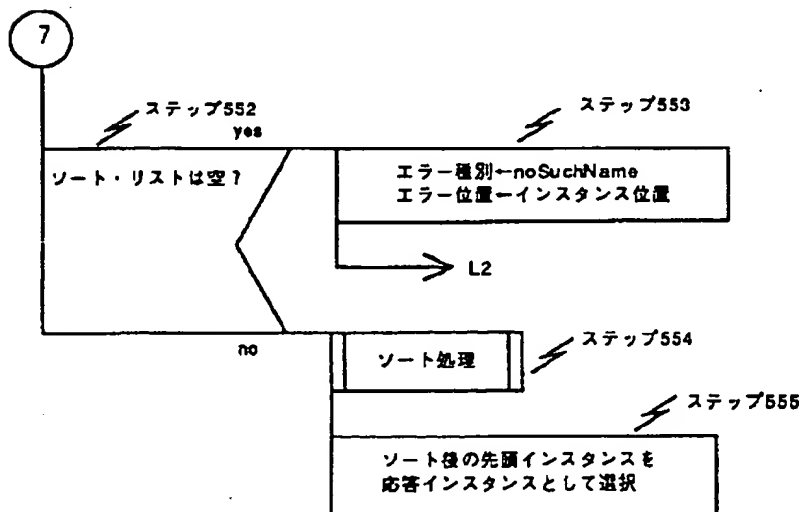 7
ステップ552
yes
ステップ553
ソート・リストは空?
エラー種別←noSuchName
エラー位置←インスタンス位置
L2
no
ソート処理
ステップ554
ステップ555
ソート後の先頭インスタンスを
応答インスタンスとして選択